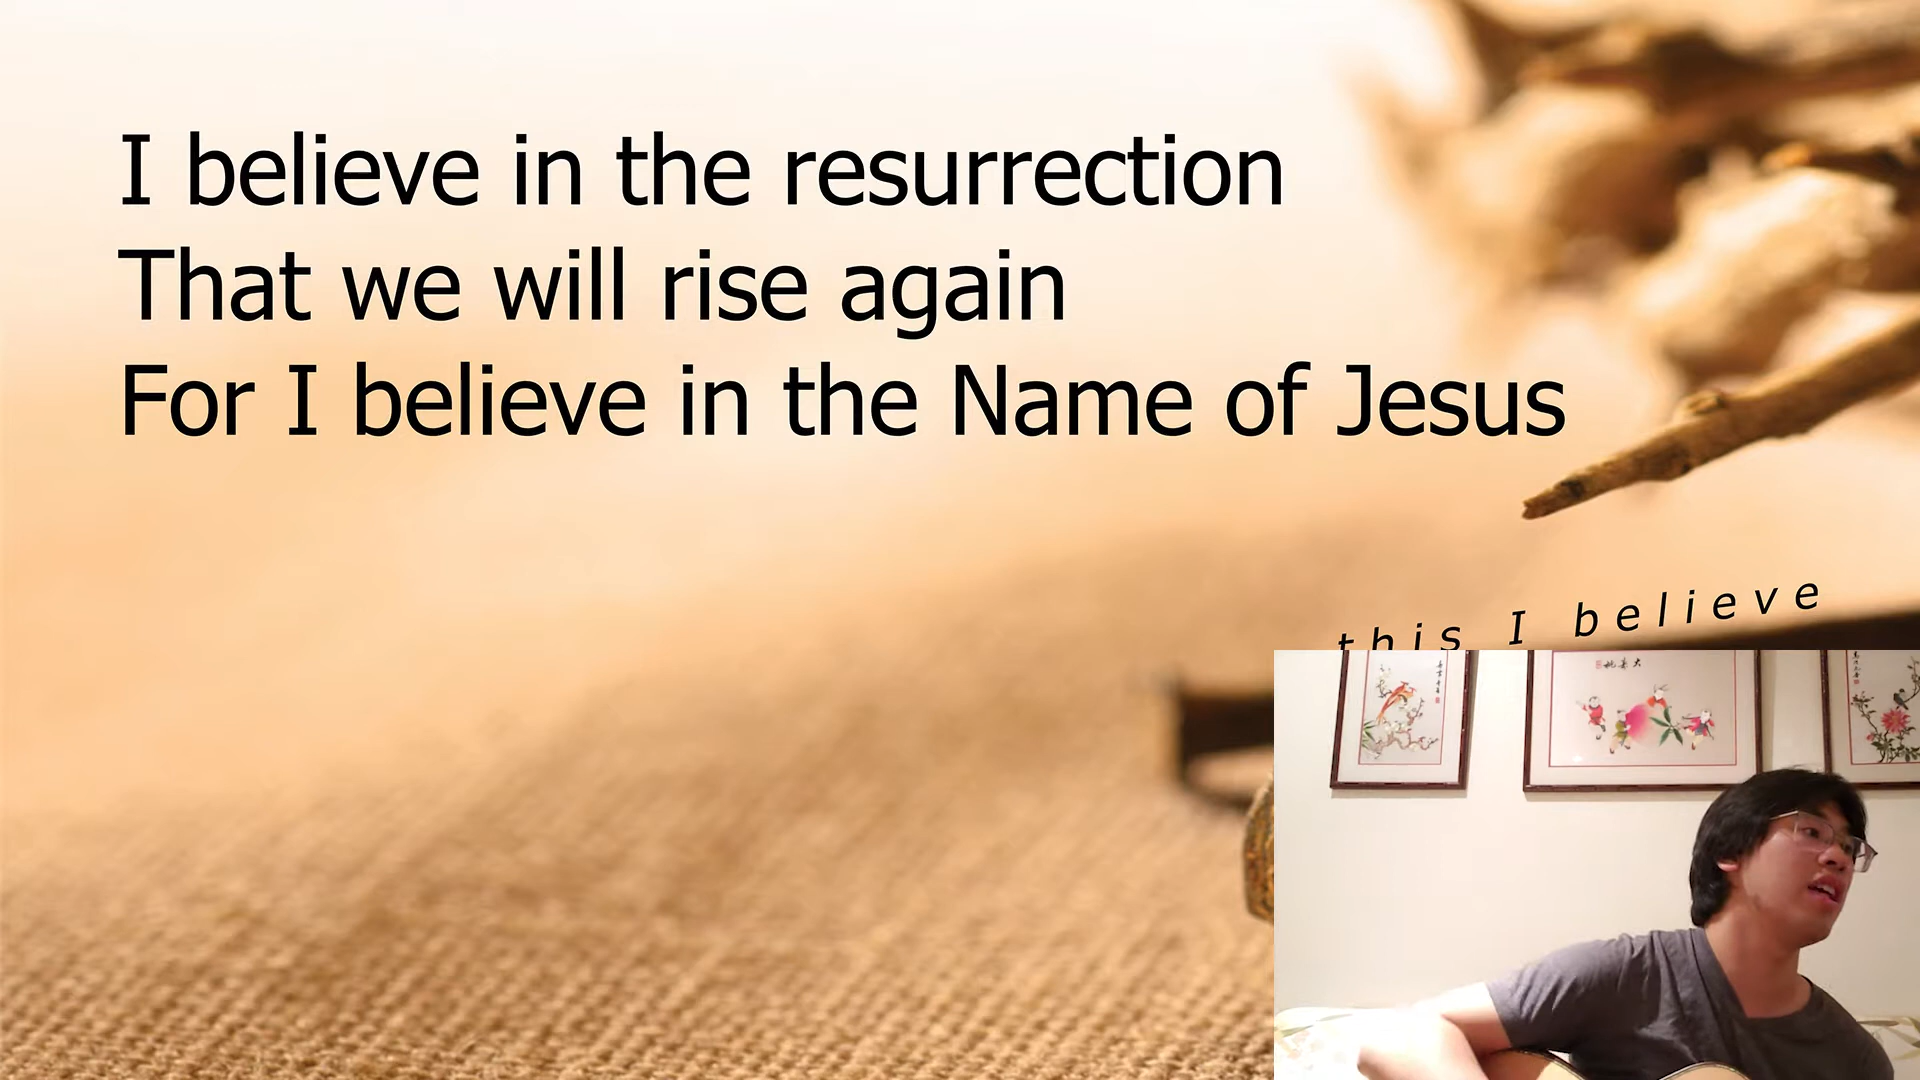 I believe in the resurrection
That we will rise again
For I believe in the Name of Jesus
this I believe